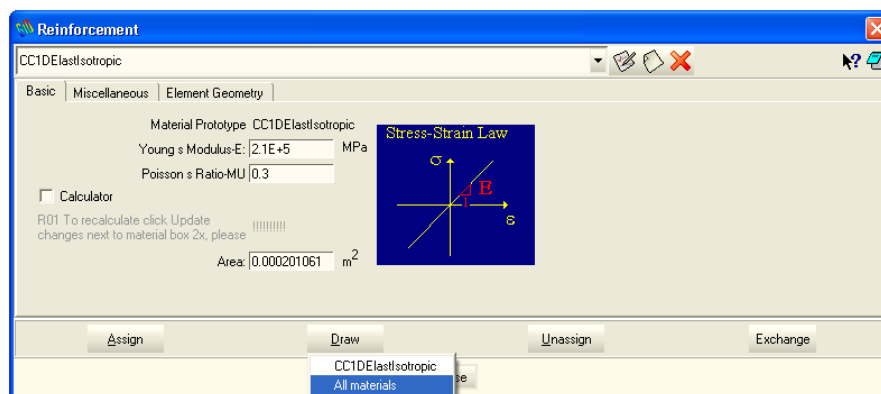 Reinforcement
CC1DElastIsotropic
Basic Miscellaneous Element Geometry
Material Prototype CC1DElastIsotropic
Young s Modulus-E: 2.1E+5 MPa
Poisson s Ratio-MU 0.3
Calculator
R01 To recalculate click Update
changes next to material box 2x, please !!!!!!!!!!
Area: 0.000201061 m2
Stress-Strain Law
σ
E
1
ε
Assign Draw Unassign Exchange
CC1DElastIsotropic
All materials se